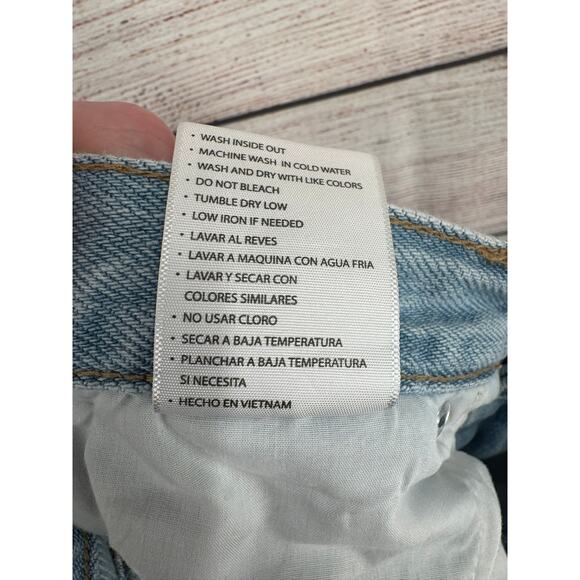 • WASH INSIDE OUT
• MACHINE WASH IN COLD WATER
• WASH AND DRY WITH LIKE COLORS
• DO NOT BLEACH
• TUMBLE DRY LOW
• LOW IRON IF NEEDED
• LAVAR AL REVES
• LAVAR A MAQUINA CON AGUA FRIA
• LAVAR Y SECAR CON
COLORES SIMILARES
• NO USAR CLORO
• SECAR A BAJA TEMPERATURA
• PLANCHAR A BAJA TEMPERATURA
SI NECESITA
• HECHO EN VIETNAM